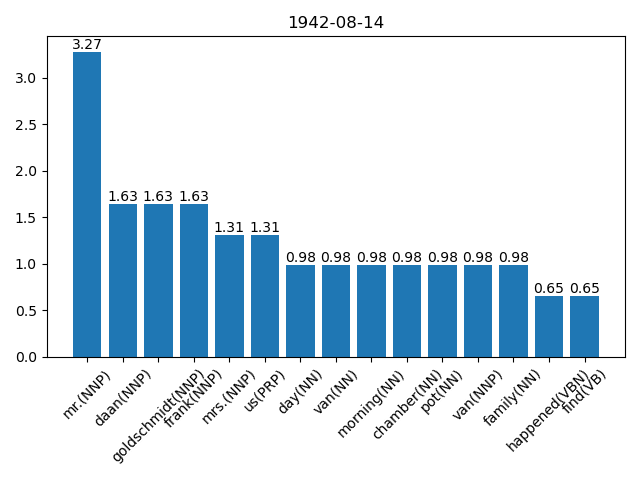 1942-08-14
3.27
1.63 1.63 1.63
1.31 1.31
0.98 0.98 0.98 0.98 0.98 0.98 0.98
0.65 0.65
3.0
2.5
2.0
1.5
1.0
0.5
0.0
mr.(NNP)
daan(NNP)
goldschmidt(NNP)
frank(NNP)
mrs.(NNP)
us(PRP)
day(NN)
van(NN)
morning(NN)
chamber(NN)
pot(NN)
van(NNP)
family(NN)
happened(VBN)
find(VB)